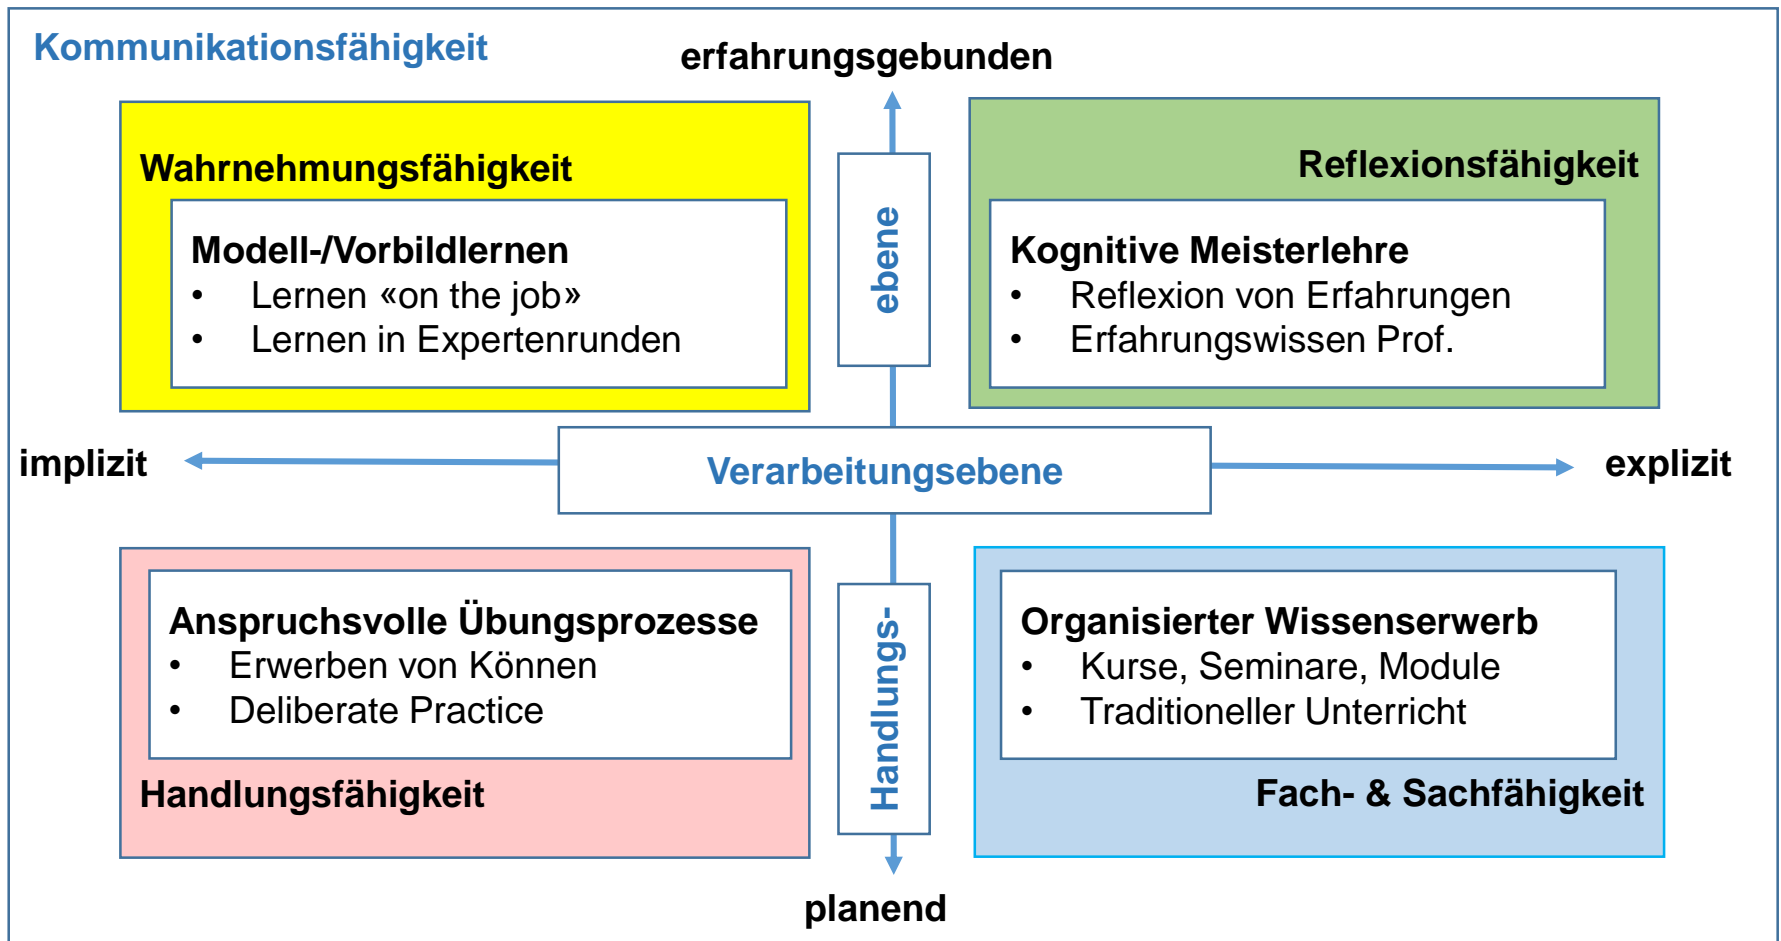 Kommunikationsfähigkeit
erfahrungsgebunden
Wahrnehmungsfähigkeit
Modell-/Vorbildlernen
• Lernen «on the job»
• Lernen in Expertenrunden
ebene
Reflexionsfähigkeit
Kognitive Meisterlehre
• Reflexion von Erfahrungen
• Erfahrungswissen Prof.
implizit
Verarbeitungsebene
explizit
Anspruchsvolle Übungsprozesse
• Erwerben von Können
• Deliberate Practice
Handlungsfähigkeit
Handlungs-
Organisierter Wissenserwerb
• Kurse, Seminare, Module
• Traditioneller Unterricht
Fach- & Sachfähigkeit
planend